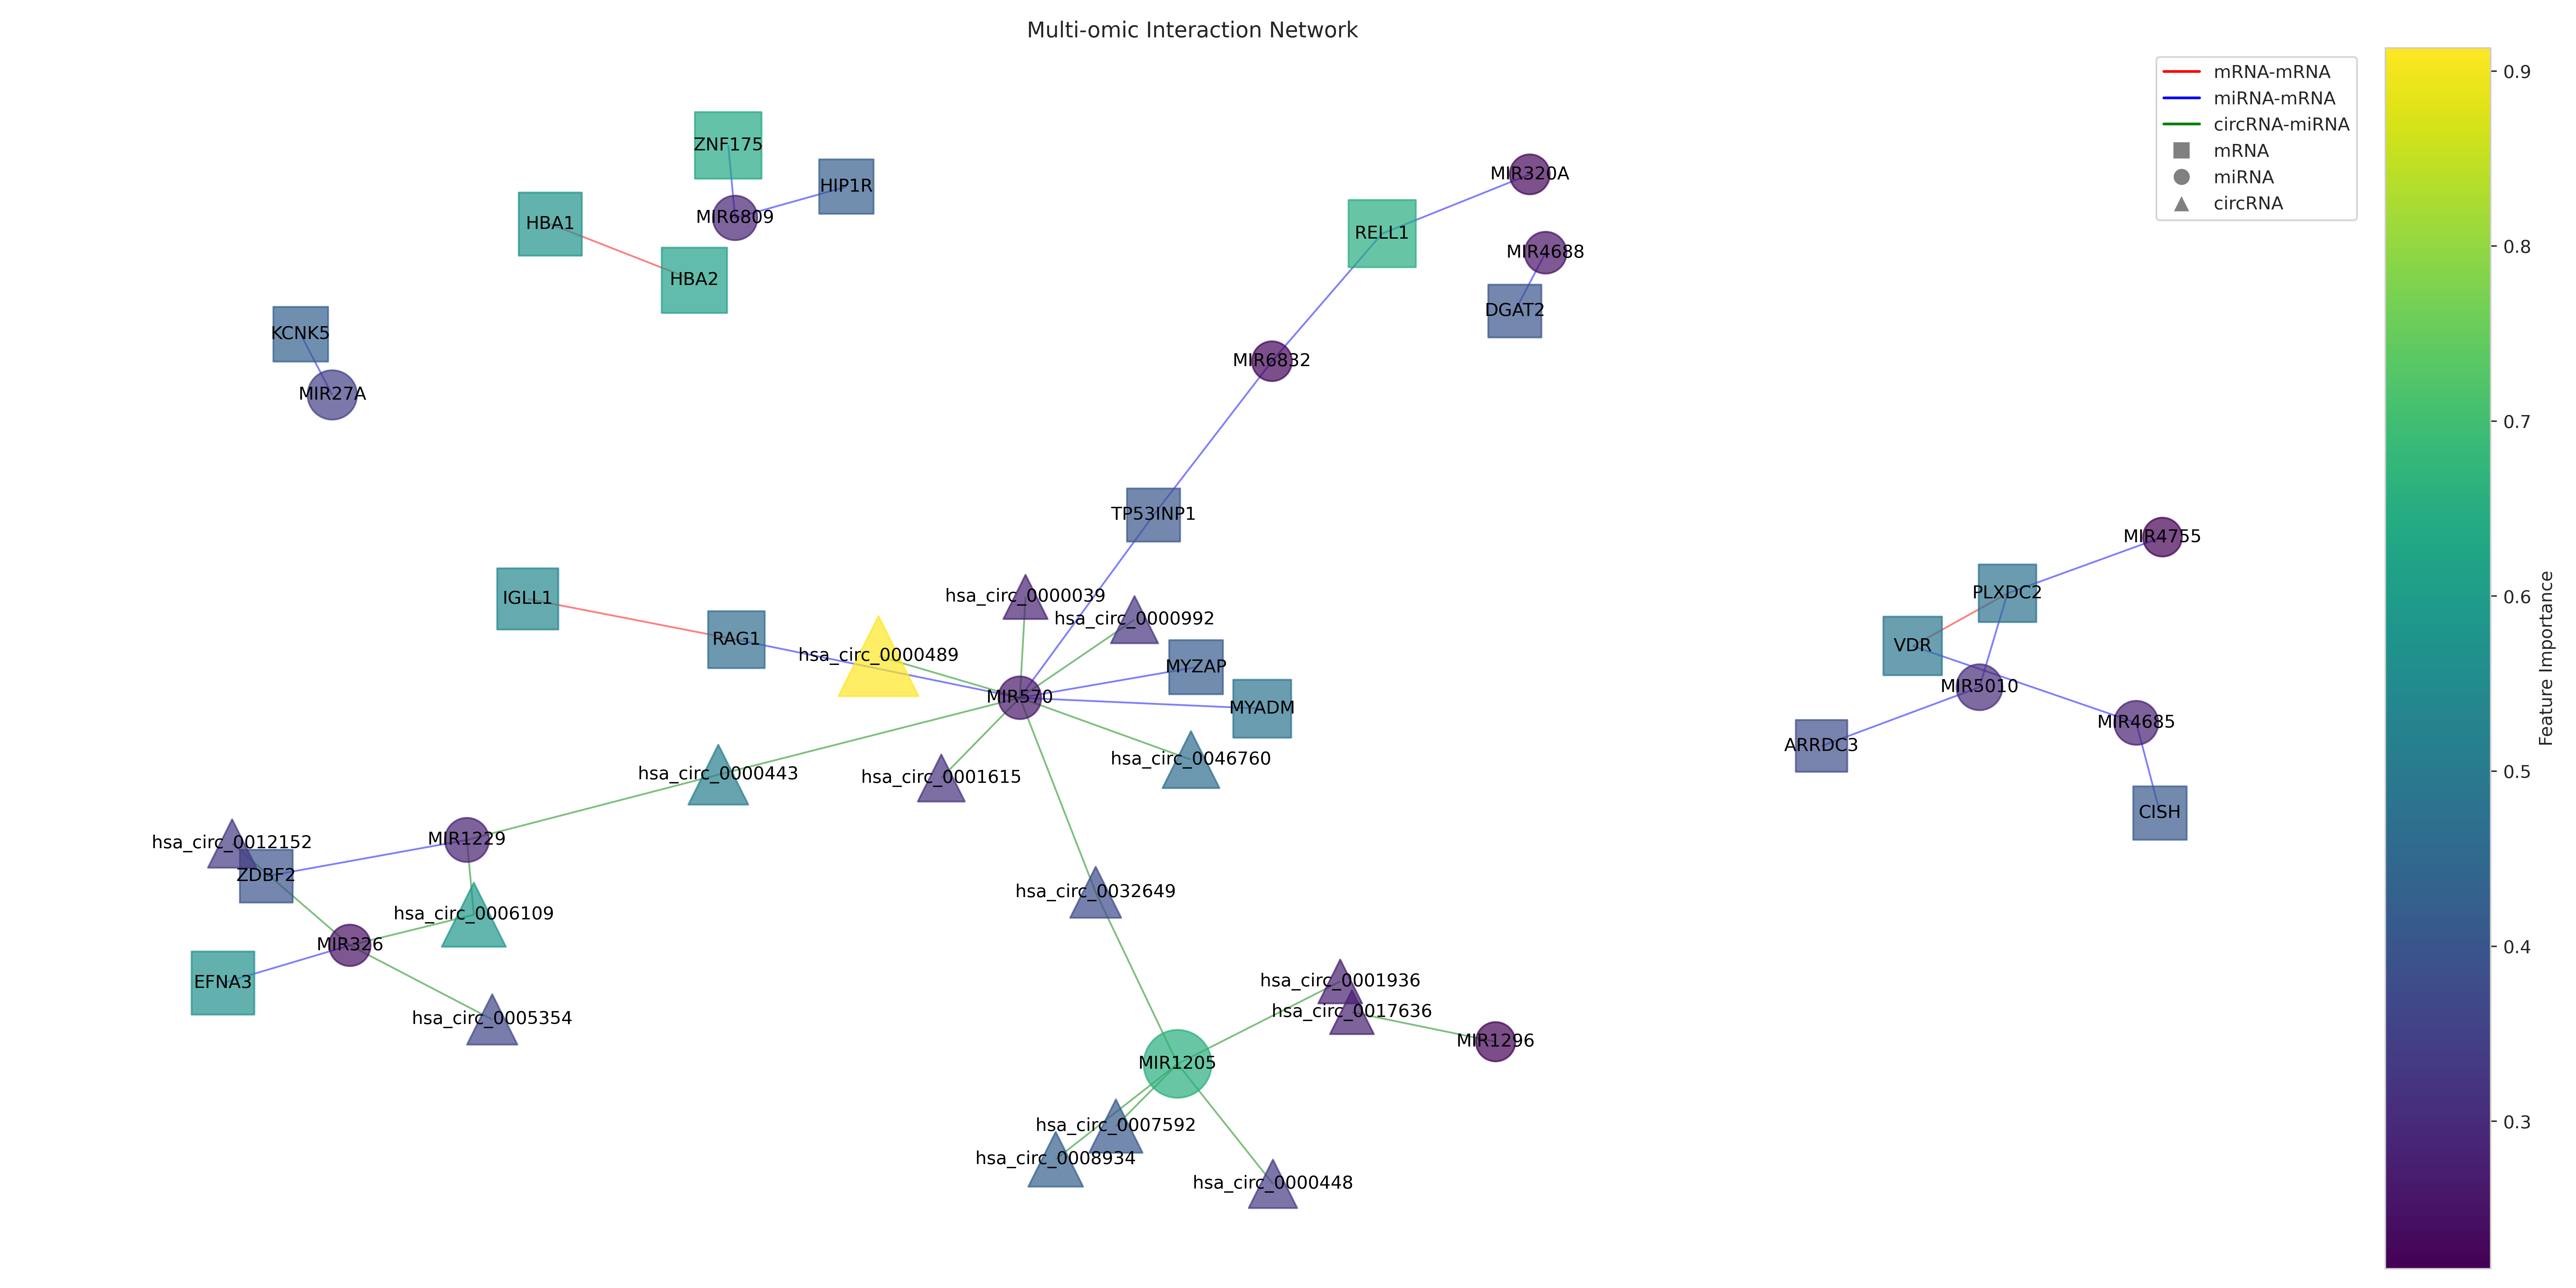 Multi-omic Interaction Network
mRNA-mRNA
miRNA-mRNA
circRNA-miRNA
mRNA
miRNA
circRNA
0.9
0.8
0.7
0.6
0.5
0.4
0.3
Feature Importance
ZNF175
HIP1R
MIR6809
HBA1
HBA2
KCNK5
MIR27A
MIR320A
RELL1
MIR4688
DGAT2
MIR6832
TP53INP1
MIR4755
PLXDC2
VDR
MIR5010
MIR4685
ARRDC3
CISH
IGLL1
RAG1
hsa_circ_0000489
hsa_circ_0000039
hsa_circ_0000992
MYZAP
MIR570
MYADM
hsa_circ_0046760
hsa_circ_0000443
hsa_circ_0001615
MIR1229
hsa_circ_0012152
ZDBF2
hsa_circ_0006109
MIR326
EFNA3
hsa_circ_0005354
hsa_circ_0032649
hsa_circ_0001936
hsa_circ_0017636
MIR1296
MIR1205
hsa_circ_0007592
hsa_circ_0008934
hsa_circ_0000448